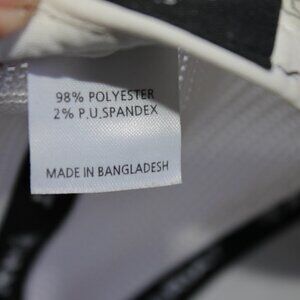 98% POLYESTER
2% P.U.SPANDEX
MADE IN BANGLADESH